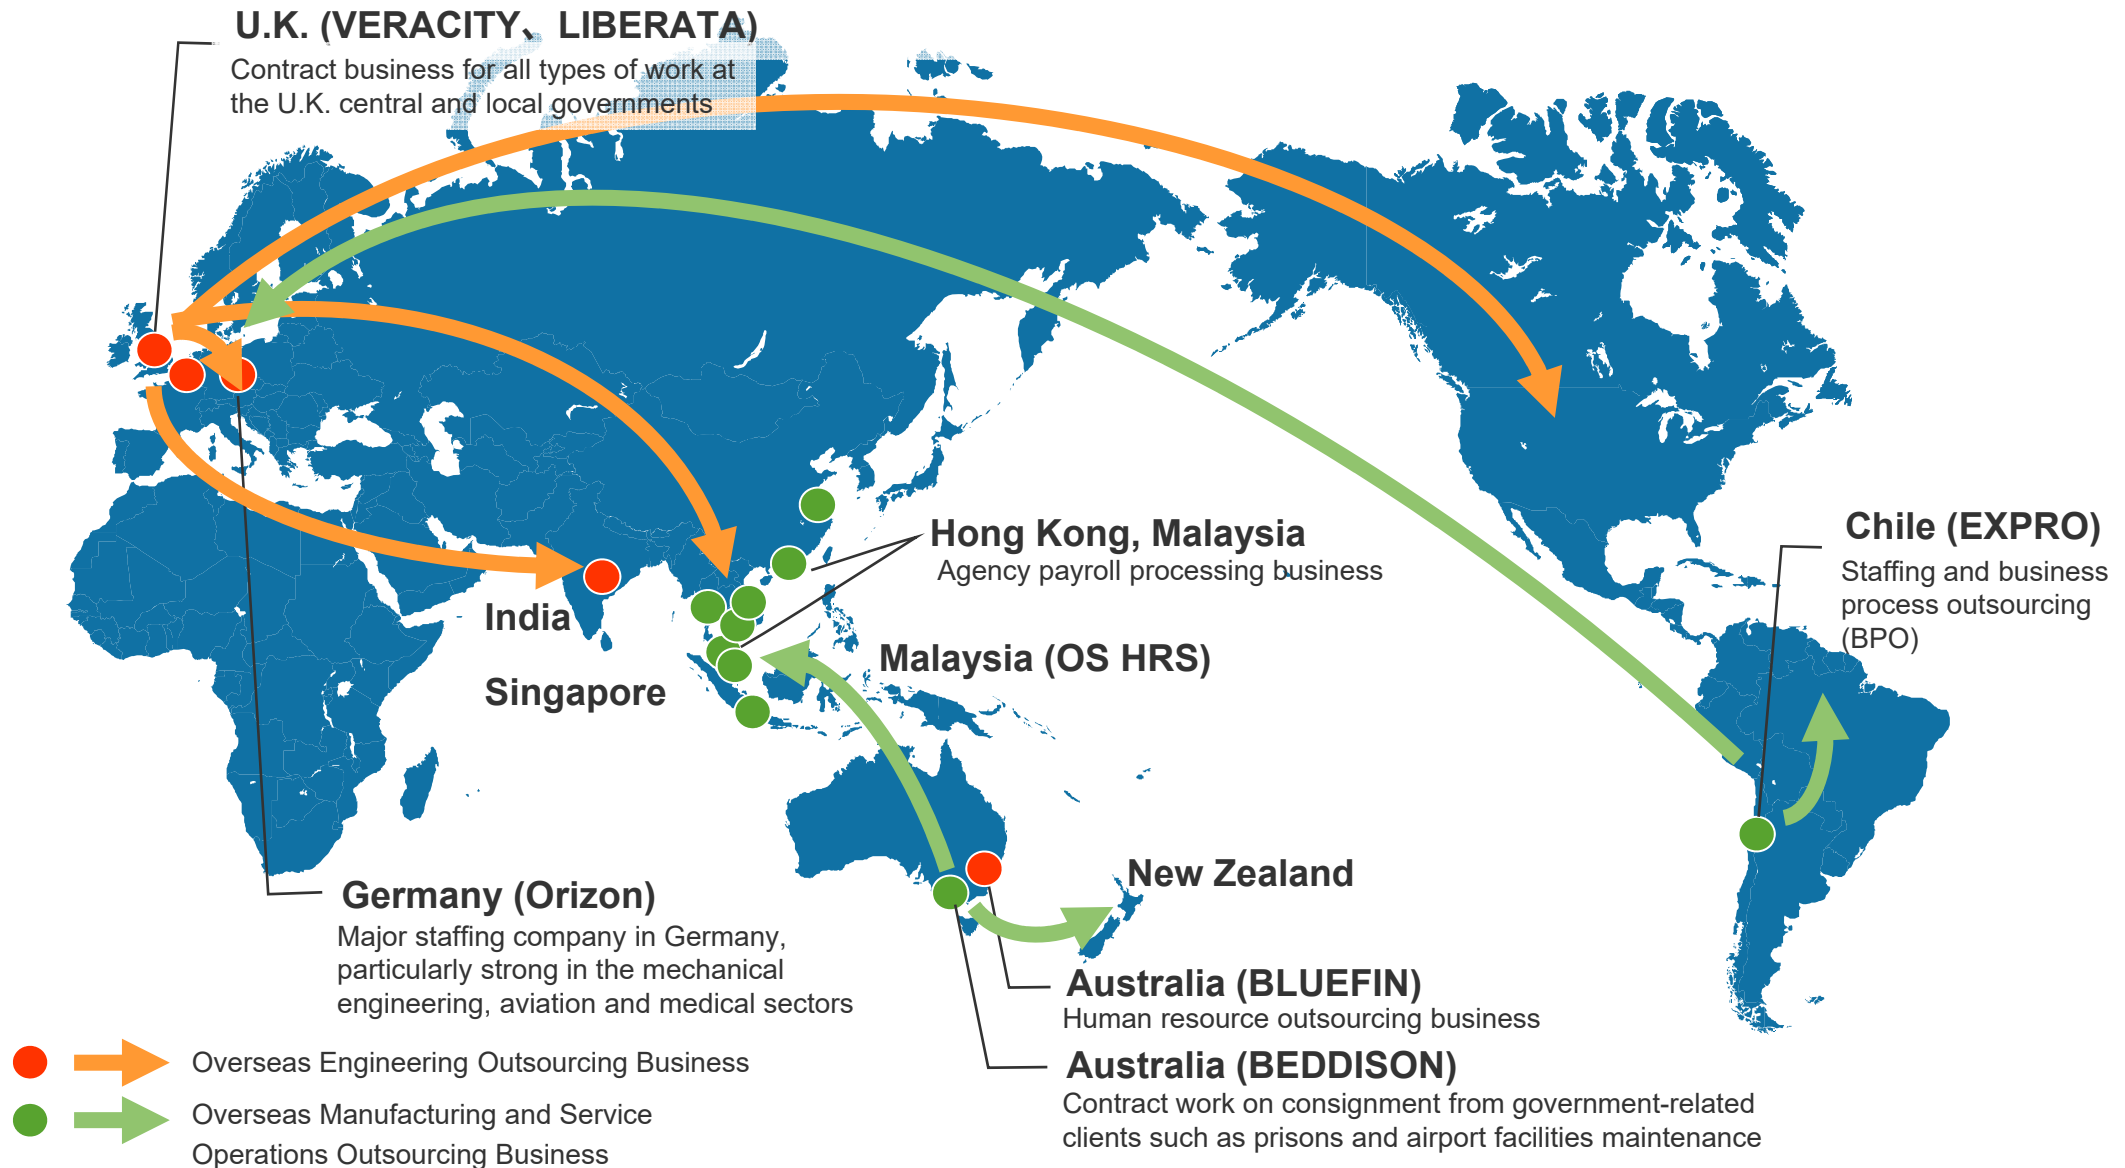 U.K. (VERACITY、LIBERATA)
Contract business for all types of work at
the U.K. central and local governments
Hong Kong, Malaysia
Agency payroll processing business
Chile (EXPRO)
Staffing and business
process outsourcing
(BPO)
India
Malaysia (OS HRS)
Singapore
New Zealand
Germany (Orizon)
Major staffing company in Germany,
particularly strong in the mechanical
engineering, aviation and medical sectors
Australia (BLUEFIN)
Human resource outsourcing business
Australia (BEDDISON)
Contract work on consignment from government-related
clients such as prisons and airport facilities maintenance
Overseas Engineering Outsourcing Business
Overseas Manufacturing and Service
Operations Outsourcing Business